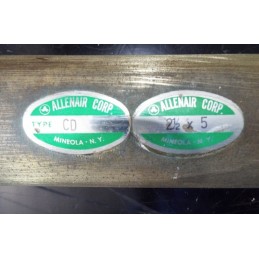 ALLENAIR CORP.
TYPE CD
MINEOLA - N.Y.
ALLENAIR CORP.
2½ x 5
MINEOLA - N.Y.